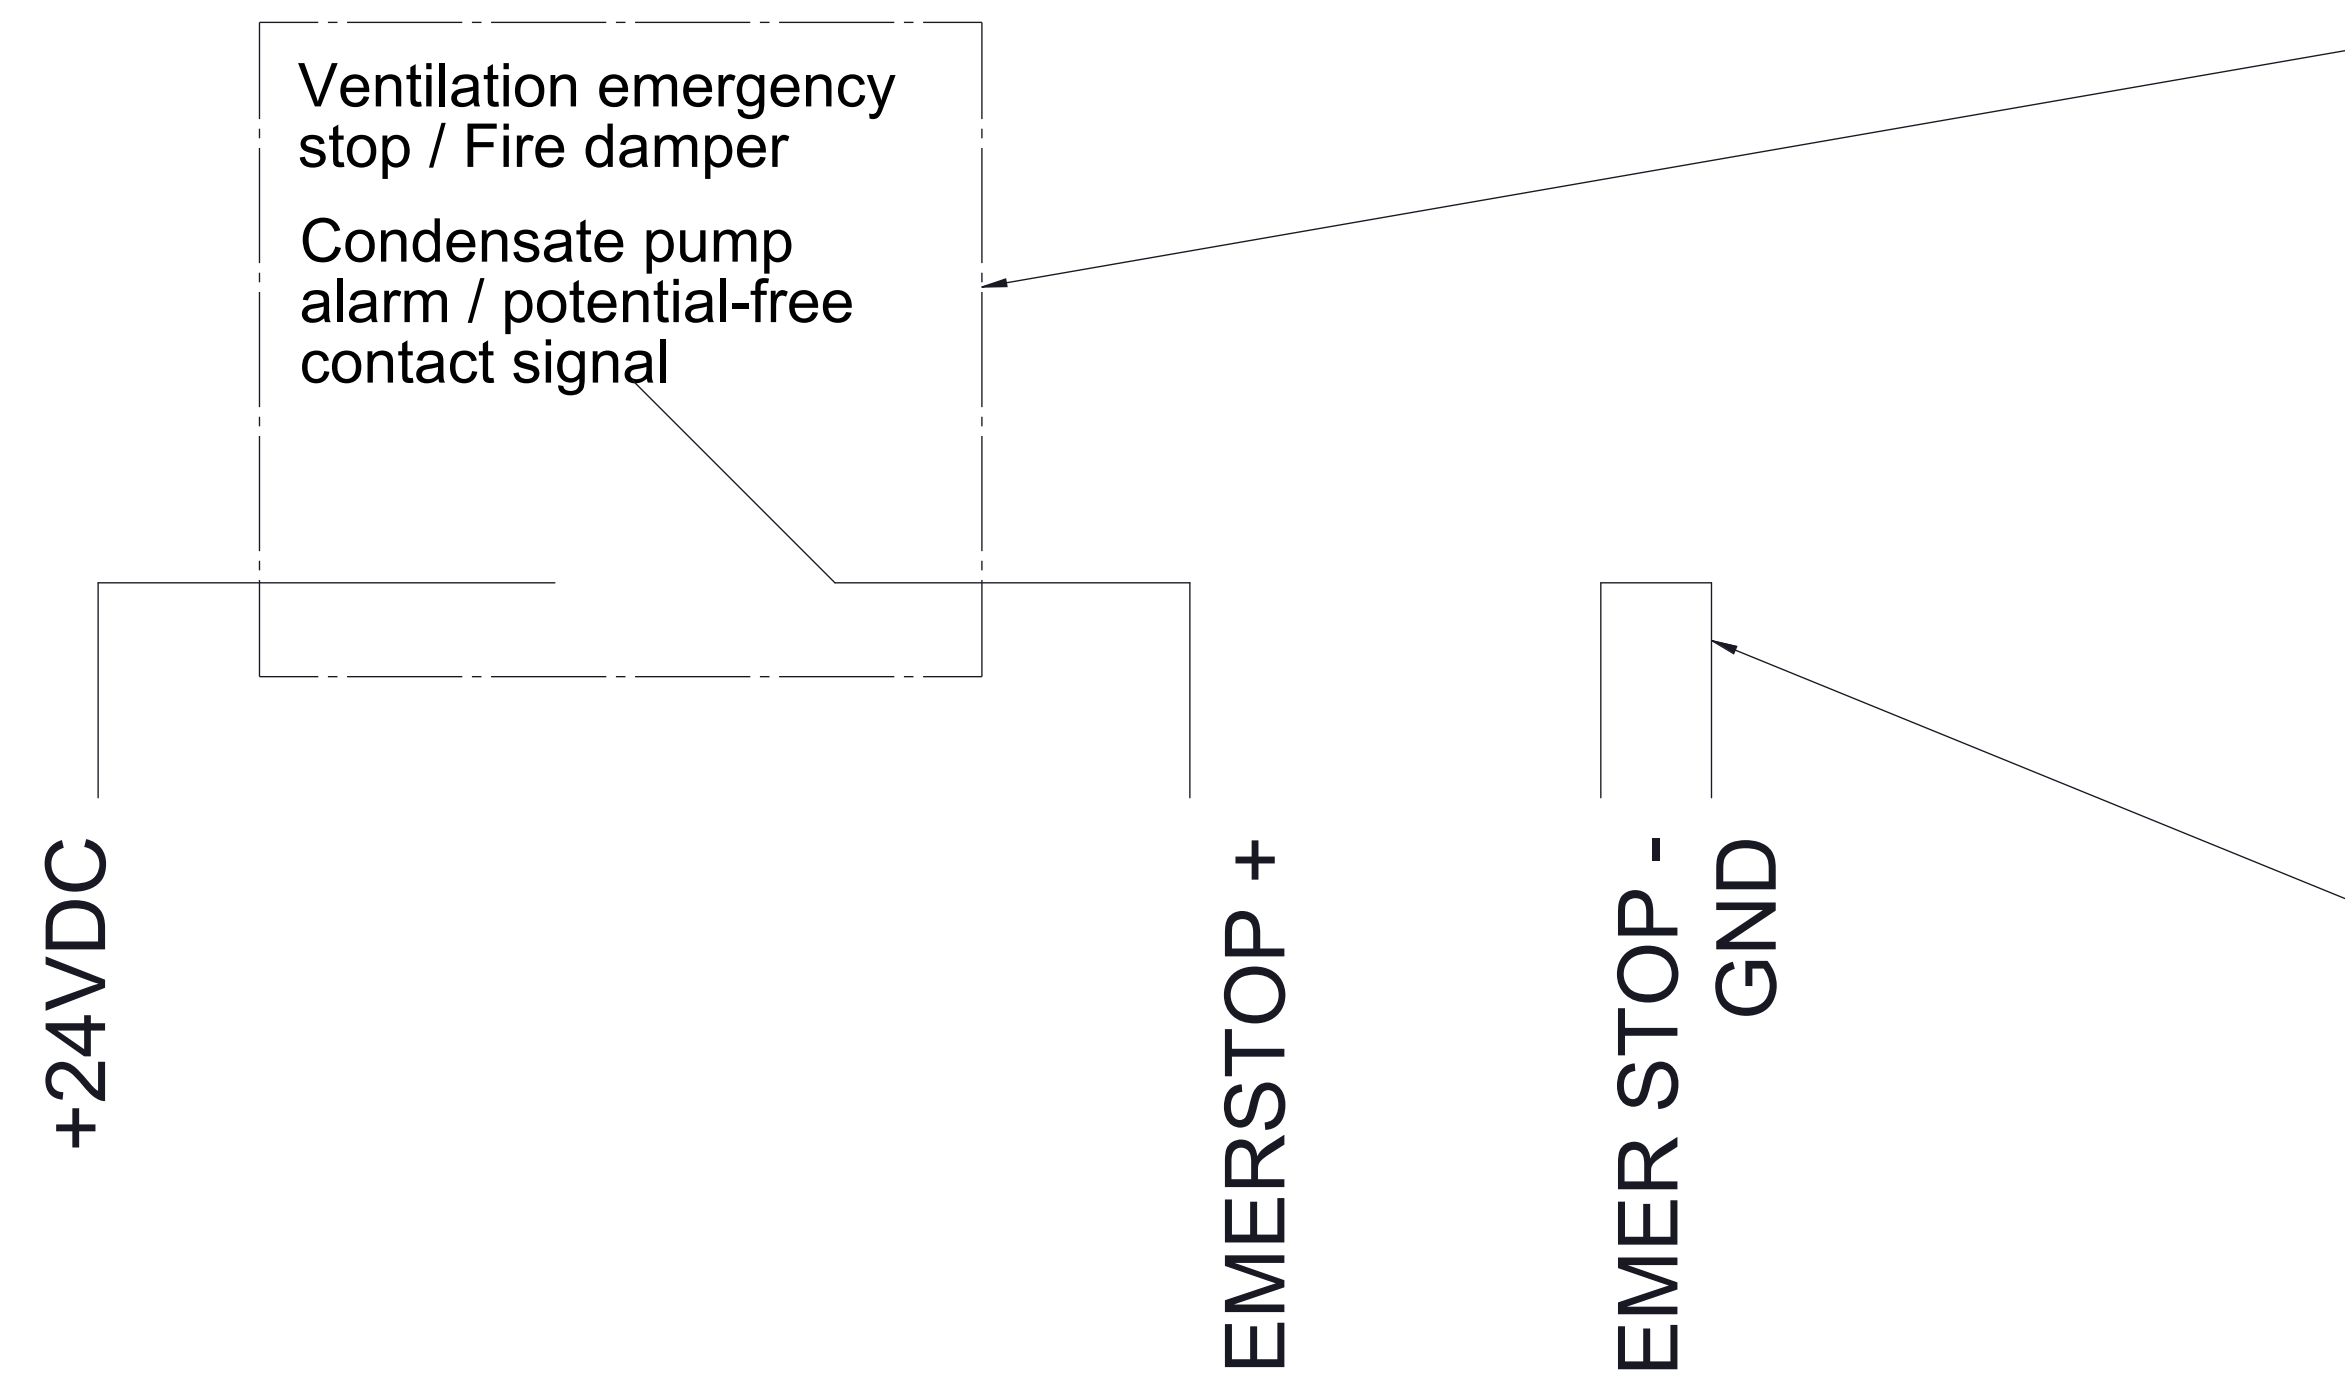 Ventilation emergency
stop / Fire damper
Condensate pump
alarm / potential-free
contact signal
+24VDC
EMERSTOP +
EMER STOP -
GND